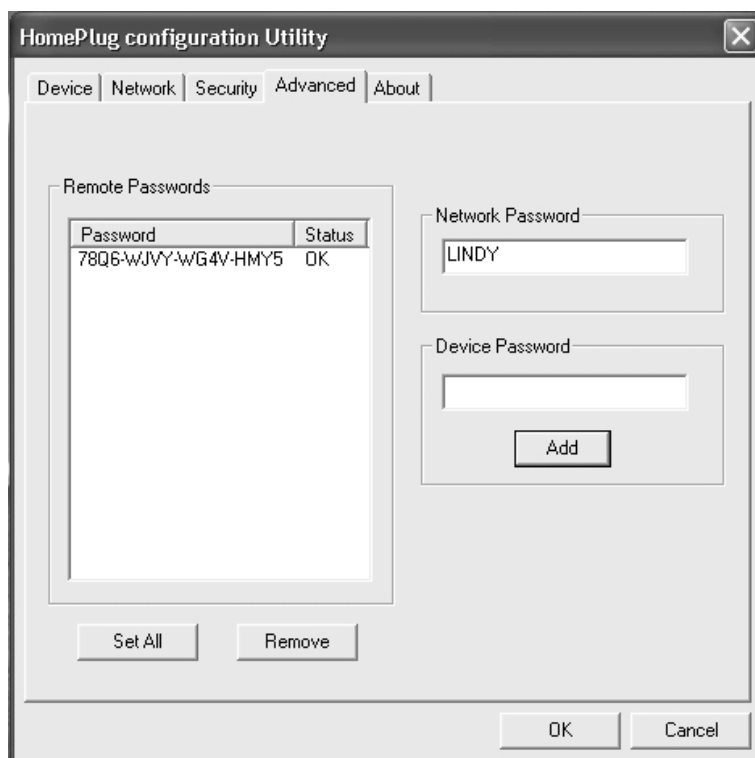 HomePlug configuration Utility
Device Network Security Advanced About
Remote Passwords
Password Status
78Q6-WJVY-WG4V-HMY5 OK
Network Password
LINDY
Device Password
Add
Set All Remove
OK Cancel